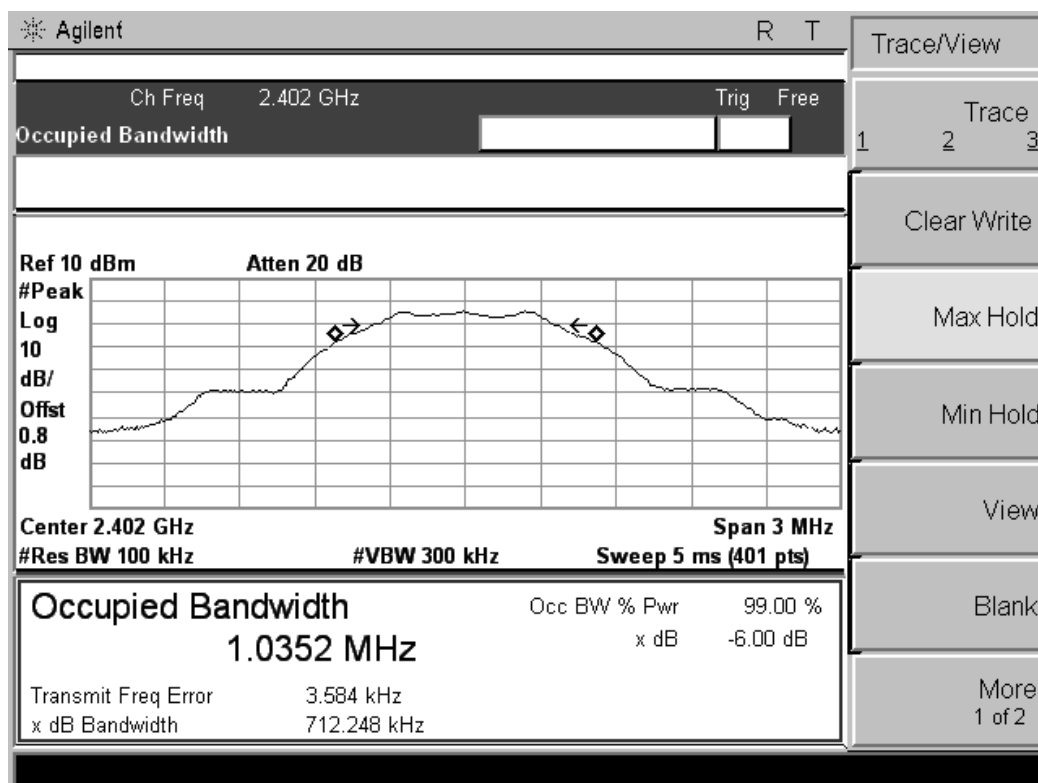 Agilent R T
Ch Freq 2.402 GHz Trig Free
Occupied Bandwidth
Ref 10 dBm Atten 20 dB
#Peak
Log
10
dB/
Offst
0.8
dB
Center 2.402 GHz Span 3 MHz
#Res BW 100 kHz #VBW 300 kHz Sweep 5 ms (401 pts)
Occupied Bandwidth
1.0352 MHz
Occ BW % Pwr 99.00 %
x dB -6.00 dB
Transmit Freq Error 3.584 kHz
x dB Bandwidth 712.248 kHz
Trace/View
Trace
1 2 3
Clear Write
Max Hold
Min Hold
View
Blank
More
1 of 2